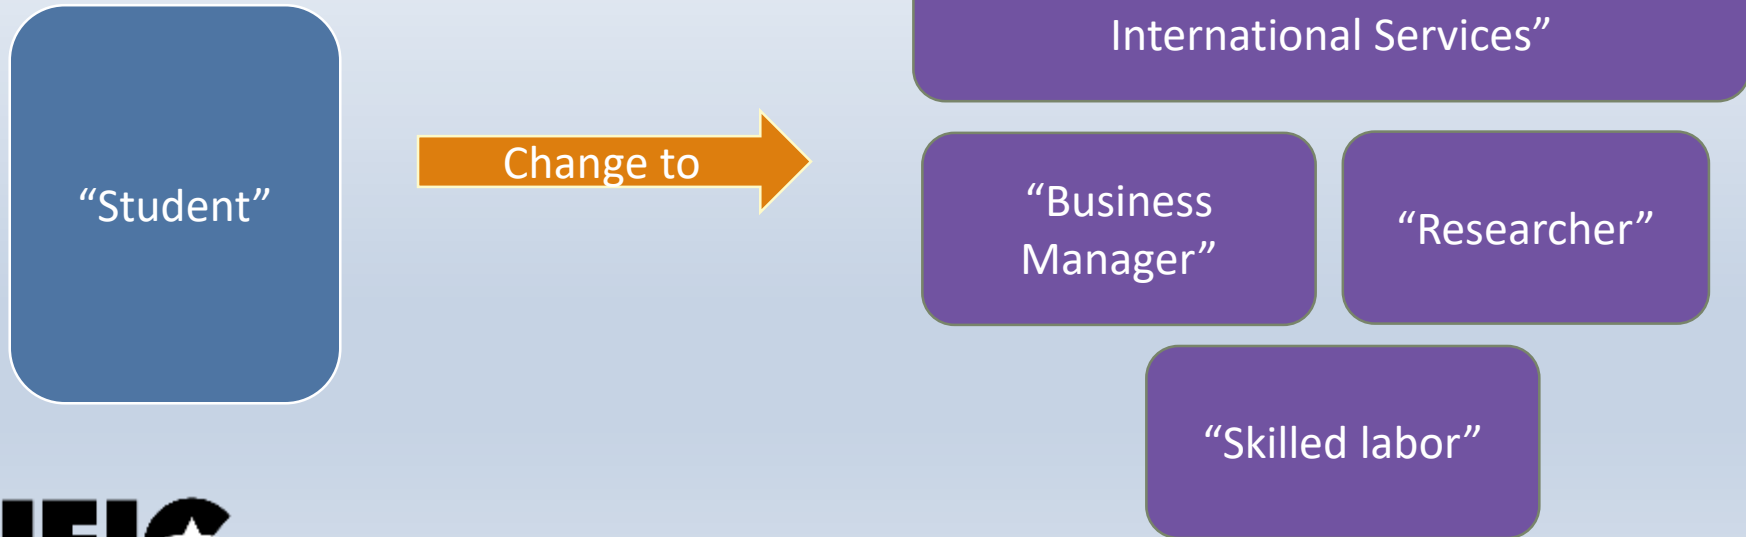 International Services”
“Student”
Change to
“Business
Manager”
“Researcher”
“Skilled labor”